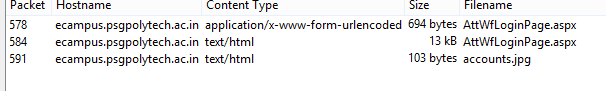 Packet Hostname Content Type Size Filename
578 ecampus.psgpolytech.ac.in application/x-www-form-urlencoded 694 bytes AttWfLoginPage.aspx
584 ecampus.psgpolytech.ac.in text/html 13 kB AttWfLoginPage.aspx
591 ecampus.psgpolytech.ac.in text/html 103 bytes accounts.jpg